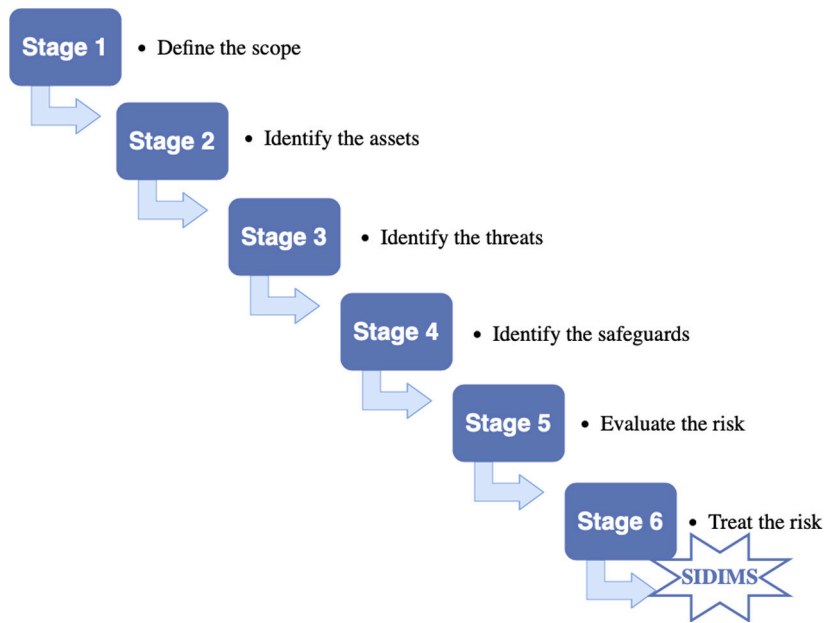 Stage 1
• Define the scope
Stage 2
• Identify the assets
Stage 3
• Identify the threats
Stage 4
• Identify the safeguards
Stage 5
• Evaluate the risk
Stage 6
• Treat the risk
SIDIMS